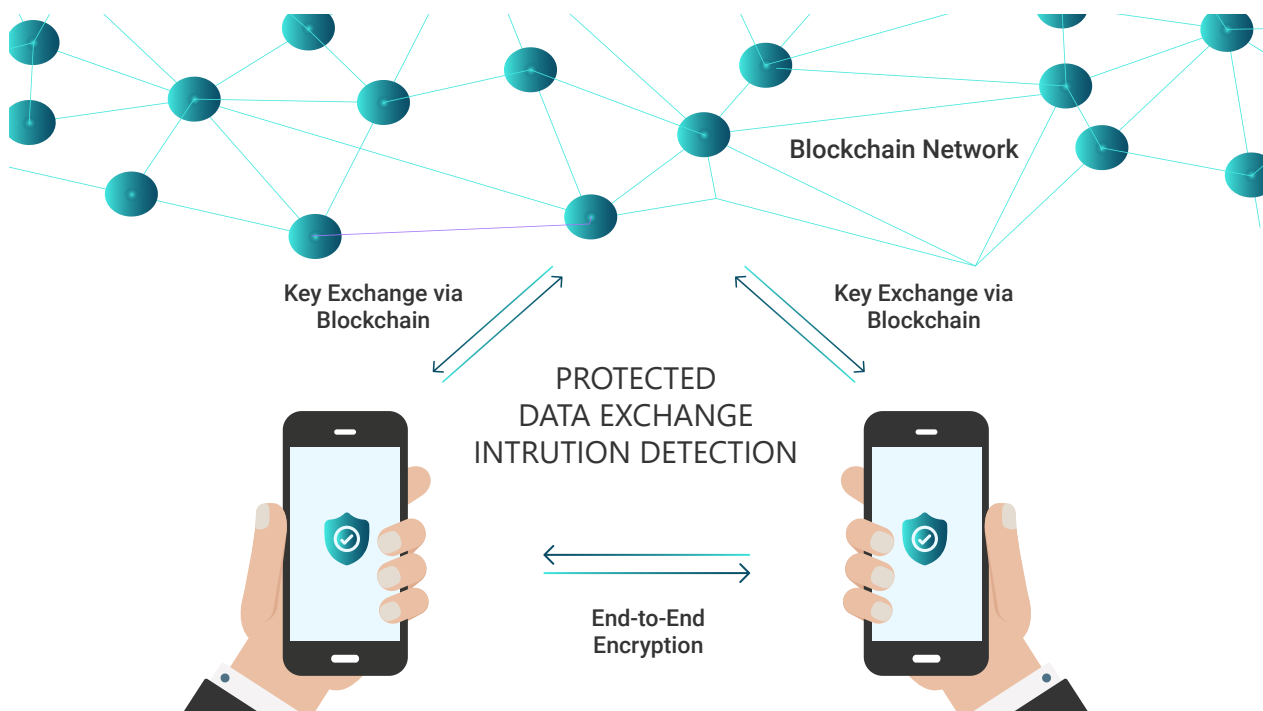 Blockchain Network
Key Exchange via
Blockchain
Key Exchange via
Blockchain
PROTECTED
DATA EXCHANGE
INTRUTION DETECTION
End-to-End
Encryption